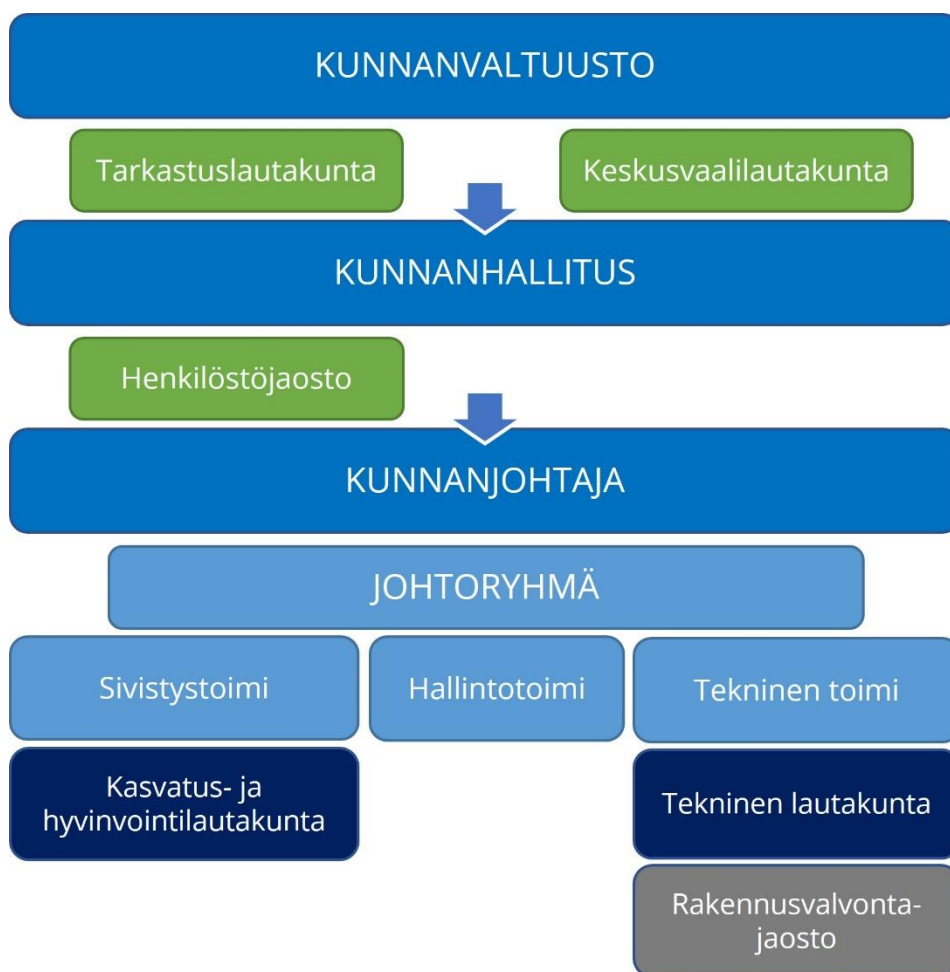 KUNNANVALTUUSTO
Tarkastuslautakunta
Keskusvaalilautakunta
KUNNANHALLITUS
Henkilöstöjaosto
KUNNANJOHTAJA
JOHTORYHMÄ
Sivistystoimi
Hallintotoimi
Tekninen toimi
Kasvatus- ja
hyvinvointilautakunta
Tekninen lautakunta
Rakennusvalvonta-
jaosto